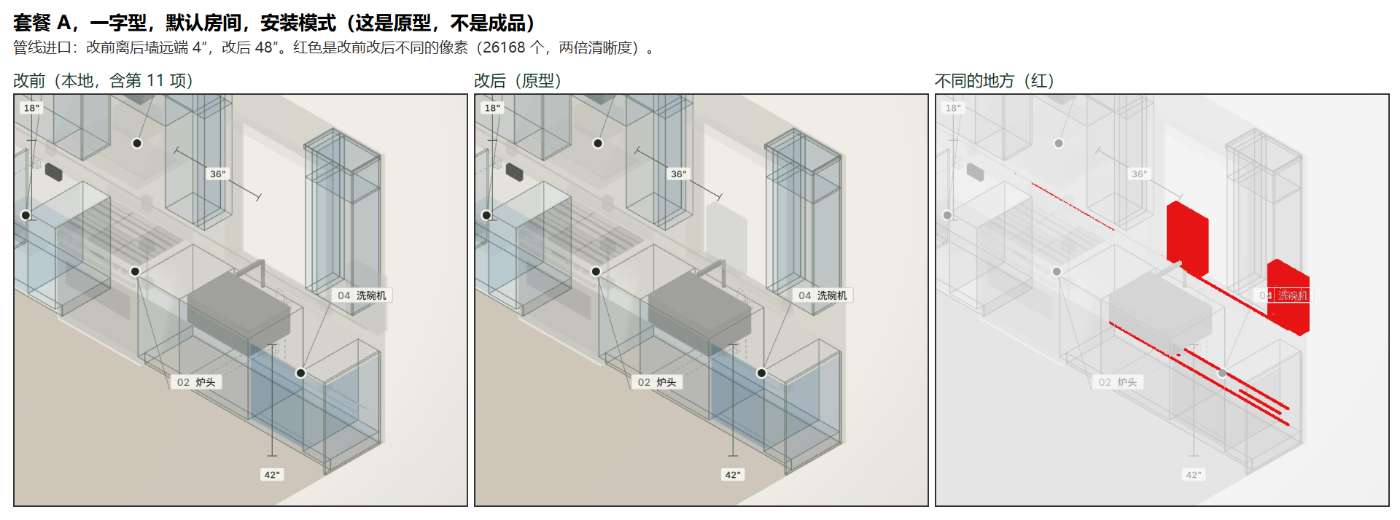 套餐 A，一字型，默认房间，安装模式（这是原型，不是成品）
管线进口：改前离后墙远端 4″，改后 48″。红色是改前改后不同的像素（26168 个，两倍清晰度）。
改前（本地，含第 11 项）
改后（原型）
不同的地方（红）
18"
36"
04 洗碗机
02 炉头
42"
18"
36"
04 洗碗机
02 炉头
42"
18"
36"
04 洗碗机
02 炉头
42"